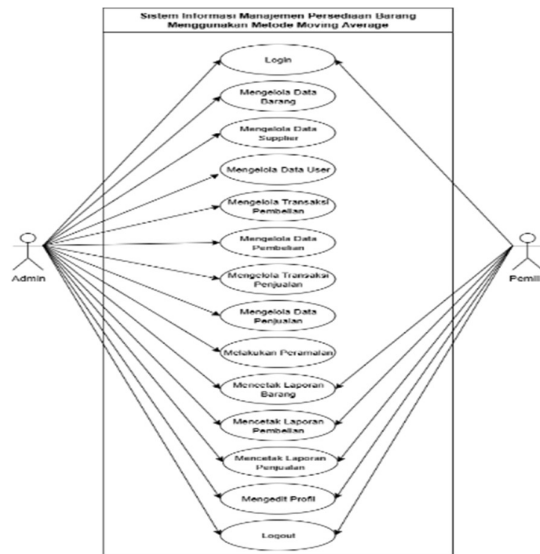 Sistem Informasi Manajemen Persediaan Barang
Menggunakan Metode Moving Average
Login
Mengelola Data
Barang
Mengelola Data
Supplier
Mengelola Data User
Mengelola Transaksi
Pembelian
Mengelola Data
Pembelian
Mengelola Transaksi
Penjualan
Mengelola Data
Penjualan
Melakukan Peramalan
Mencetak Laporan
Barang
Mencetak Laporan
Pembelian
Mencetak Laporan
Penjualan
Mengedit Profil
Logout
Admin
Pemili